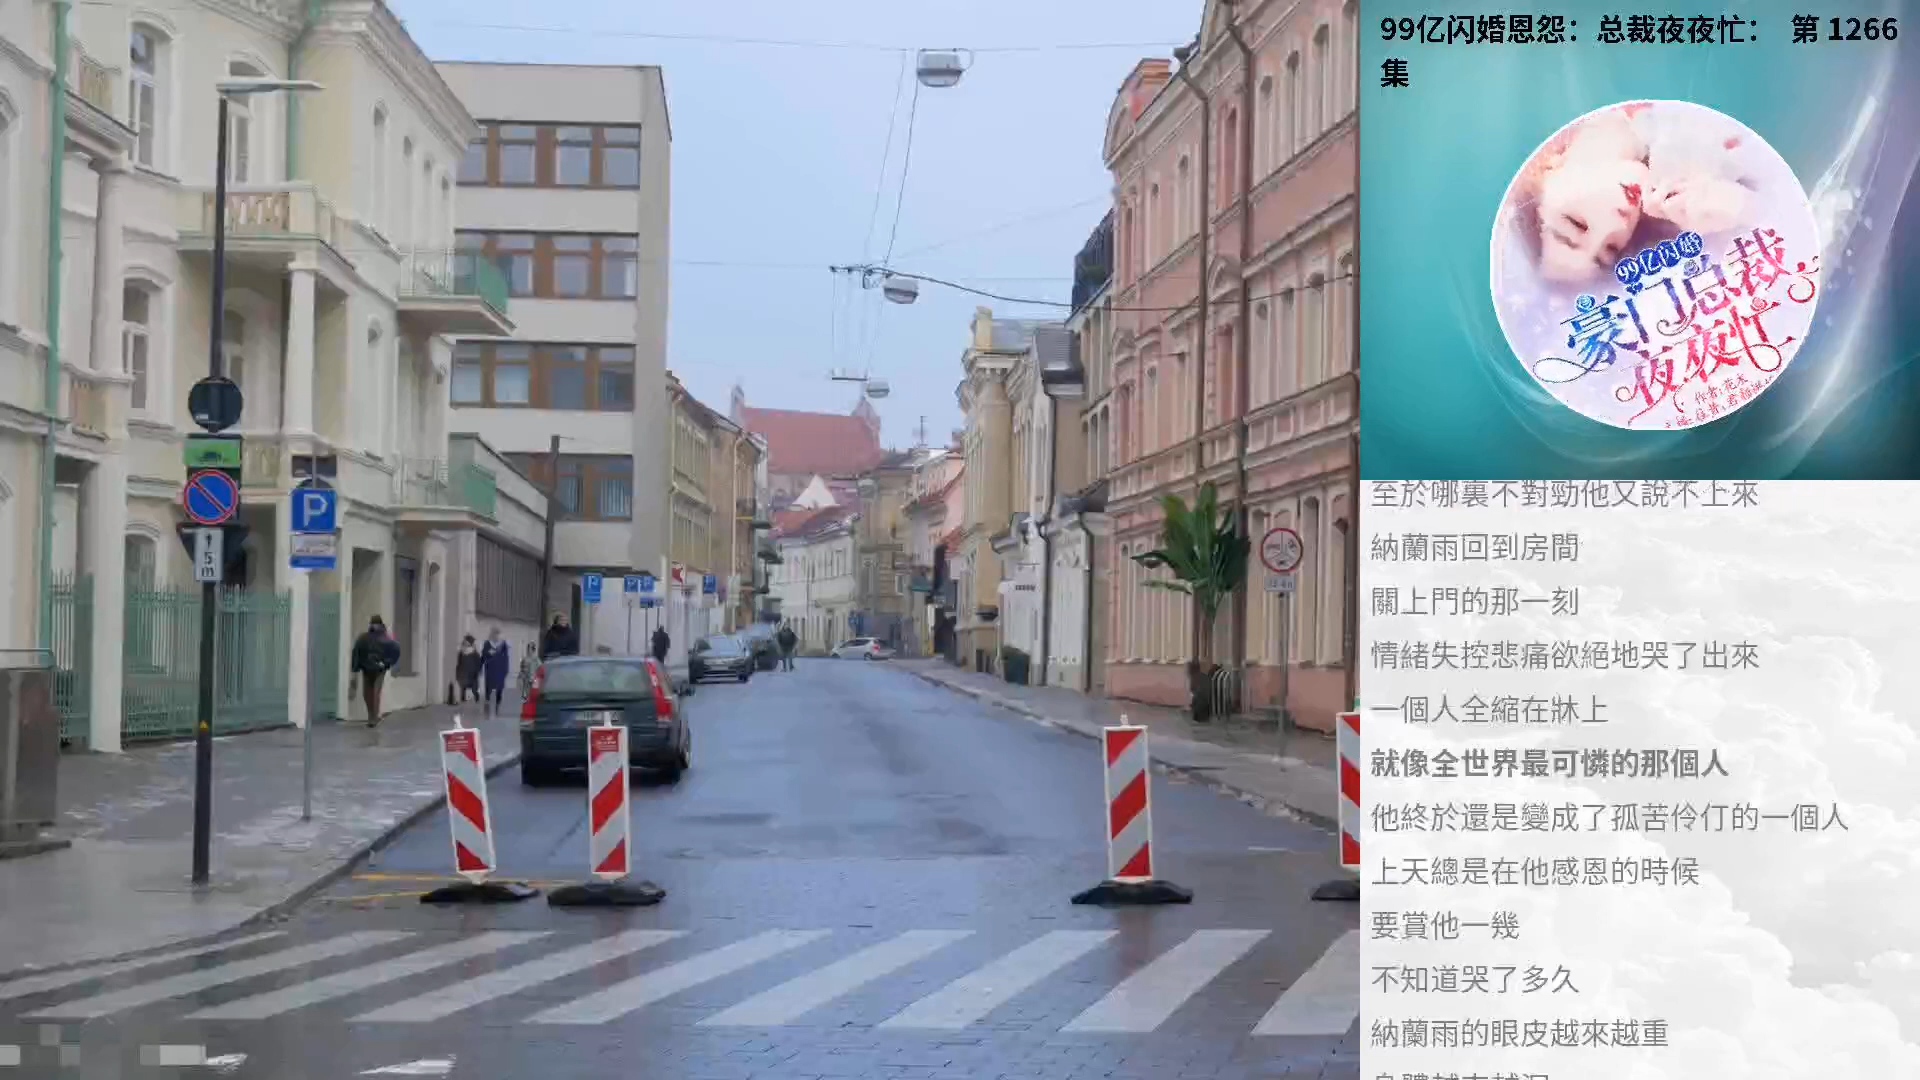 99亿闪婚恩怨：总裁夜夜忙： 第 1266
集
99亿闪婚
豪门总裁
夜夜忙
P
5
m
至於哪裏不對勁他又說不上來
納蘭雨回到房間
關上門的那一刻
情緒失控悲痛欲絕地哭了出來
一個人全縮在牀上
就像全世界最可憐的那個人
他終於還是變成了孤苦伶仃的一個人
上天總是在他感恩的時候
要賞他一幾
不知道哭了多久
納蘭雨的眼皮越來越重